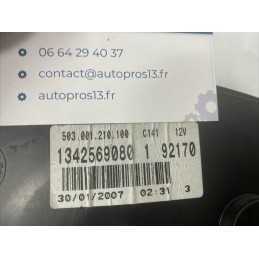 06 64 29 40 37
contact@autopros13.fr
autopros13.fr
503.001.210.100 C141 12V
1342569080 1 92170
30/01/2007 02:31 3